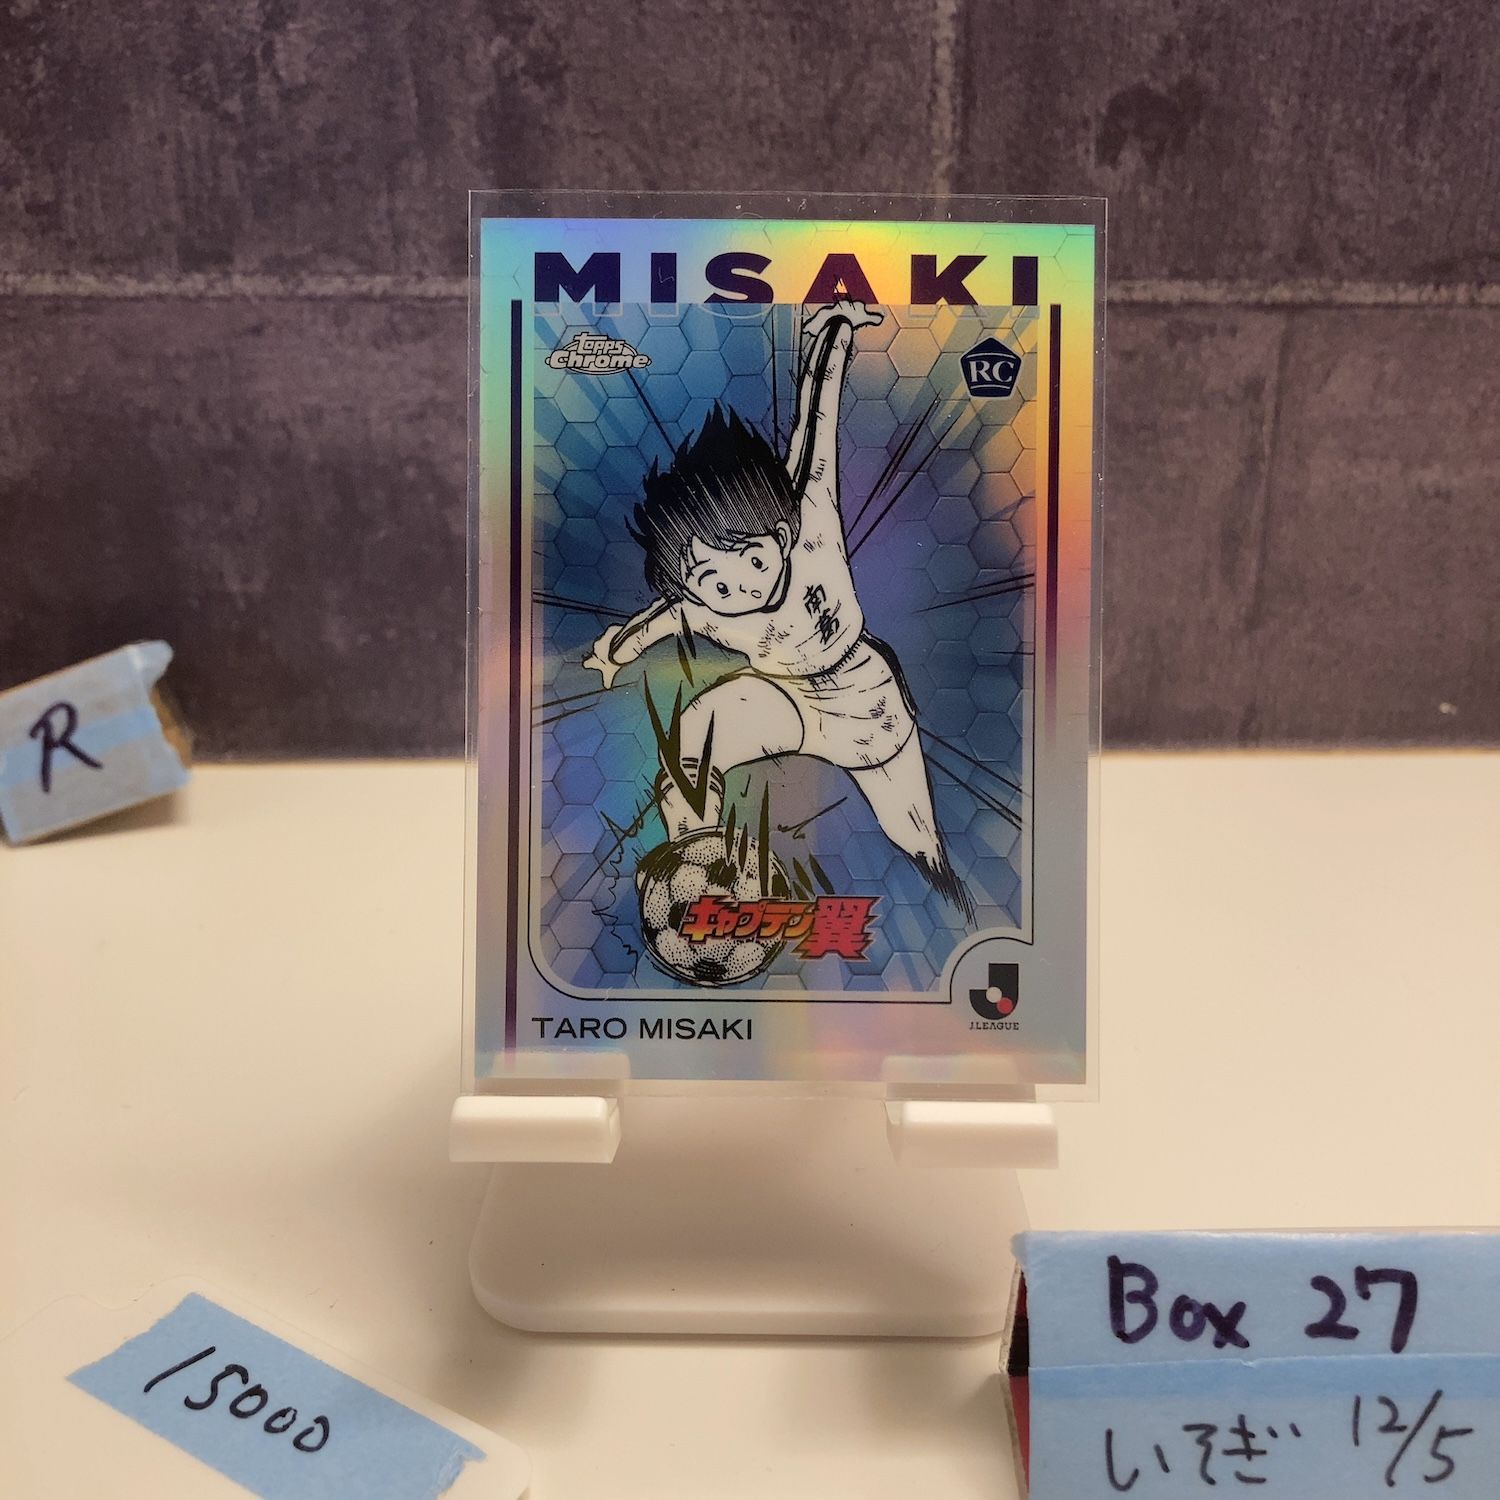 MISAKI
topps
Chrome
RC
南
葛
キャプテン翼
J.LEAGUE
TARO MISAKI
R
15000
Box 27
いそぎ 12/5